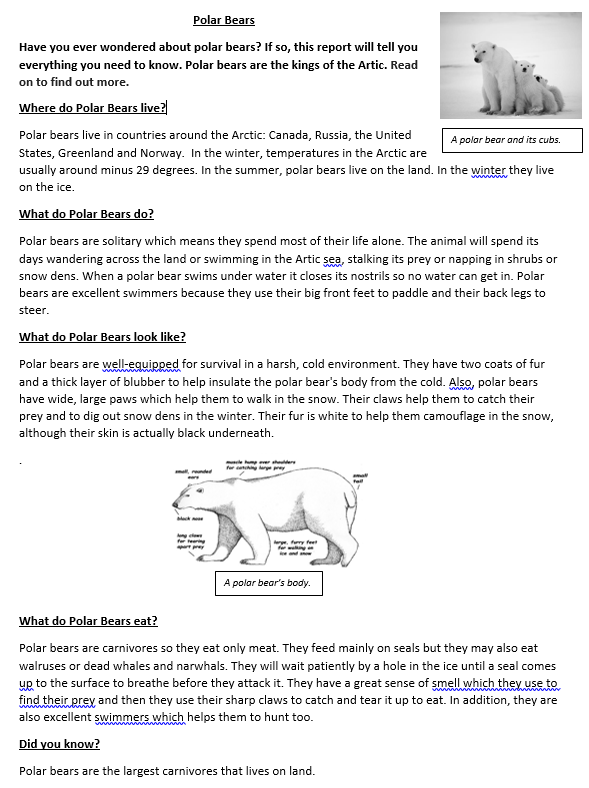 Polar Bears
Have you ever wondered about polar bears? If so, this report will tell you
everything you need to know. Polar bears are the kings of the Artic. Read
on to find out more.
Where do Polar Bears live?
Polar bears live in countries around the Arctic: Canada, Russia, the United
States, Greenland and Norway.  In the winter, temperatures in the Arctic are
usually around minus 29 degrees. In the summer, polar bears live on the land. In the winter they live
on the ice.
A polar bear and its cubs.
What do Polar Bears do?
Polar bears are solitary which means they spend most of their life alone. The animal will spend its
days wandering across the land or swimming in the Artic sea, stalking its prey or napping in shrubs or
snow dens. When a polar bear swims under water it closes its nostrils so no water can get in. Polar
bears are excellent swimmers because they use their big front feet to paddle and their back legs to
steer.
What do Polar Bears look like?
Polar bears are well-equipped for survival in a harsh, cold environment. They have two coats of fur
and a thick layer of blubber to help insulate the polar bear's body from the cold. Also, polar bears
have wide, large paws which help them to walk in the snow. Their claws help them to catch their
prey and to dig out snow dens in the winter. Their fur is white to help them camouflage in the snow,
although their skin is actually black underneath.
.
small, rounded
ears
muscle hump over shoulders
for catching large prey
small
tail
black nose
long claws
for tearing
apart prey
large, furry feet
for walking on
ice and snow
A polar bear's body.
What do Polar Bears eat?
Polar bears are carnivores so they eat only meat. They feed mainly on seals but they may also eat
walruses or dead whales and narwhals. They will wait patiently by a hole in the ice until a seal comes
up to the surface to breathe before they attack it. They have a great sense of smell which they use to
find their prey and then they use their sharp claws to catch and tear it up to eat. In addition, they are
also excellent swimmers which helps them to hunt too.
Did you know?
Polar bears are the largest carnivores that lives on land.